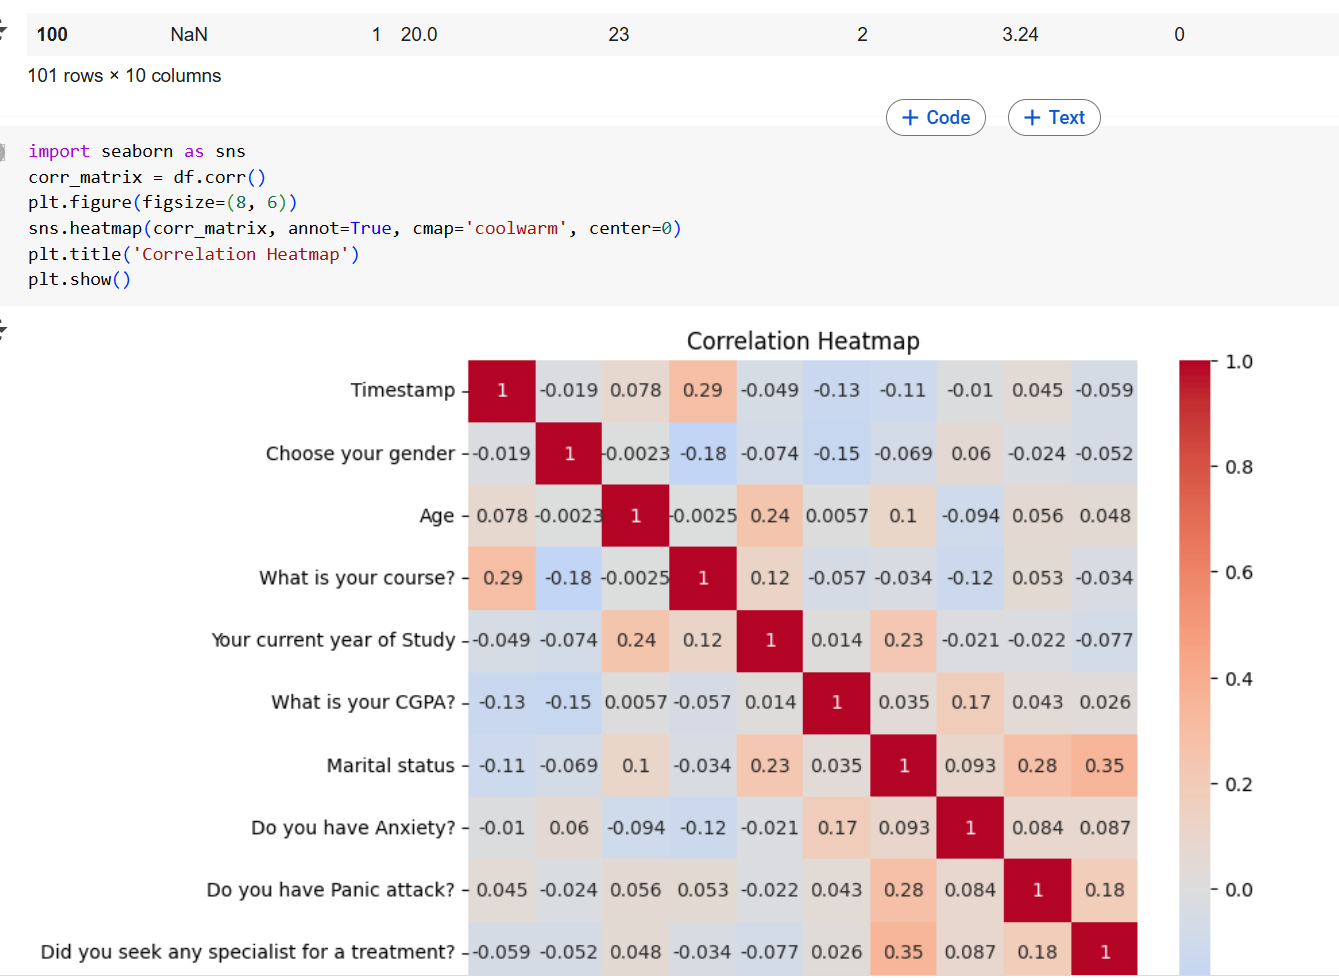 100 NaN 1 20.0 23 2 3.24 0
101 rows × 10 columns
+ Code + Text
import seaborn as sns
corr_matrix = df.corr()
plt.figure(figsize=(8, 6))
sns.heatmap(corr_matrix, annot=True, cmap='coolwarm', center=0)
plt.title('Correlation Heatmap')
plt.show()
Correlation Heatmap
Timestamp 1 -0.019 0.078 0.29 -0.049 -0.13 -0.11 -0.01 0.045 -0.059
Choose your gender -0.019 1 -0.0023 -0.18 -0.074 -0.15 -0.069 0.06 -0.024 -0.052
Age 0.078 -0.0023 1 -0.0025 0.24 0.0057 0.1 -0.094 0.056 0.048
What is your course? 0.29 -0.18 -0.0025 1 0.12 -0.057 -0.034 -0.12 0.053 -0.034
Your current year of Study -0.049 -0.074 0.24 0.12 1 0.014 0.23 -0.021 -0.022 -0.077
What is your CGPA? -0.13 -0.15 0.0057 -0.057 0.014 1 0.035 0.17 0.043 0.026
Marital status -0.11 -0.069 0.1 -0.034 0.23 0.035 1 0.093 0.28 0.35
Do you have Anxiety? -0.01 0.06 -0.094 -0.12 -0.021 0.17 0.093 1 0.084 0.087
Do you have Panic attack? 0.045 -0.024 0.056 0.053 -0.022 0.043 0.28 0.084 1 0.18
Did you seek any specialist for a treatment? -0.059 -0.052 0.048 -0.034 -0.077 0.026 0.35 0.087 0.18 1
1.0
0.8
0.6
0.4
0.2
0.0